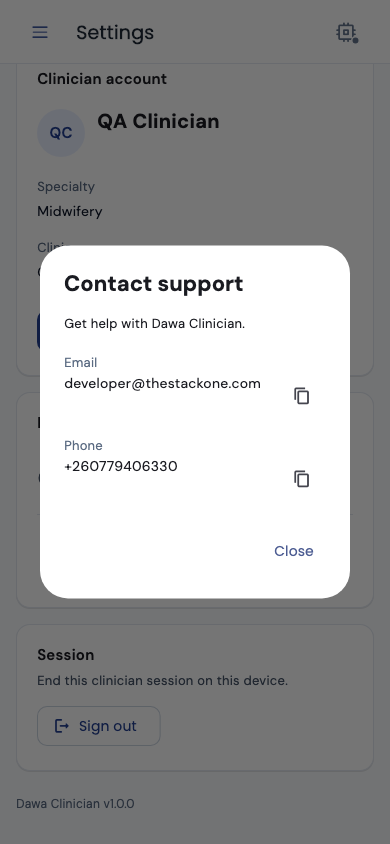 Settings
Clinician account
QC
QA Clinician
Specialty
Midwifery
Contact support
Get help with Dawa Clinician.
Email
developer@thestackone.com
Phone
+260779406330
Close
Session
End this clinician session on this device.
Sign out
Dawa Clinician v1.0.0